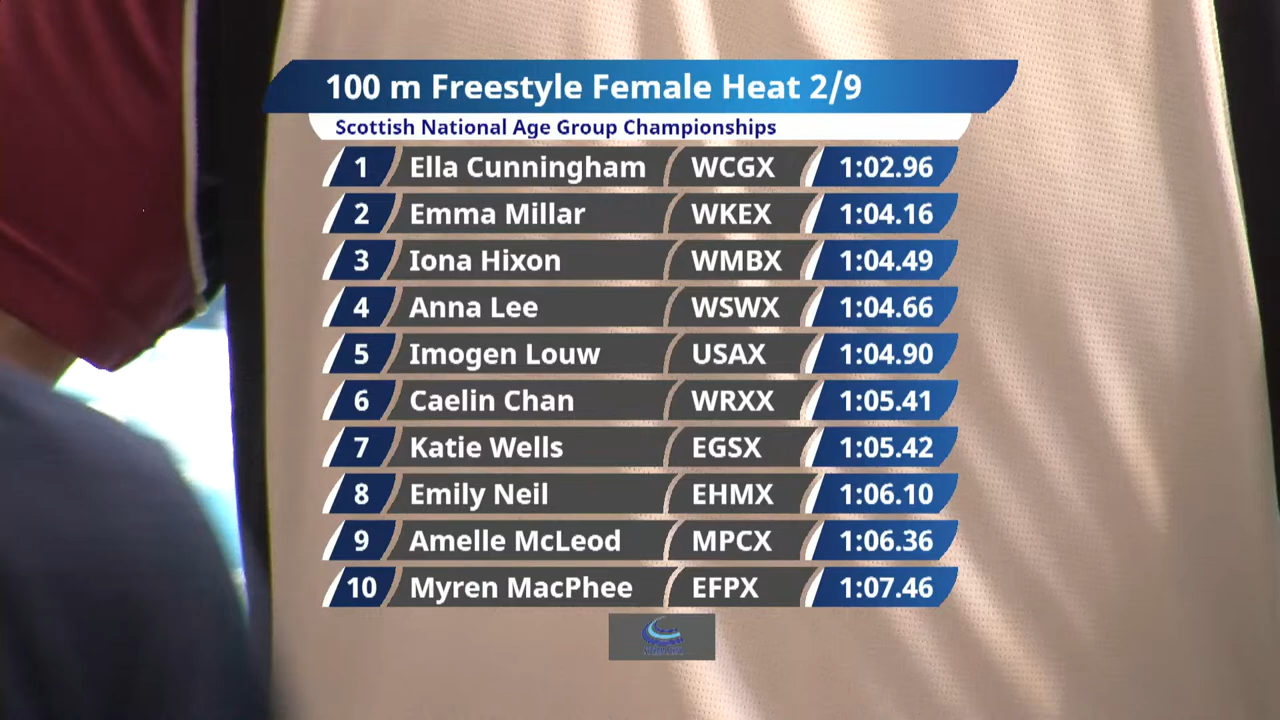 100 m Freestyle Female Heat 2/9
Scottish National Age Group Championships
1 Ella Cunningham WCGX 1:02.96
2 Emma Millar WKEX 1:04.16
3 Iona Hixon WMBX 1:04.49
4 Anna Lee WSWX 1:04.66
5 Imogen Louw USAX 1:04.90
6 Caelin Chan WRXX 1:05.41
7 Katie Wells EGSX 1:05.42
8 Emily Neil EHMX 1:06.10
9 Amelle McLeod MPCX 1:06.36
10 Myren MacPhee EFPX 1:07.46